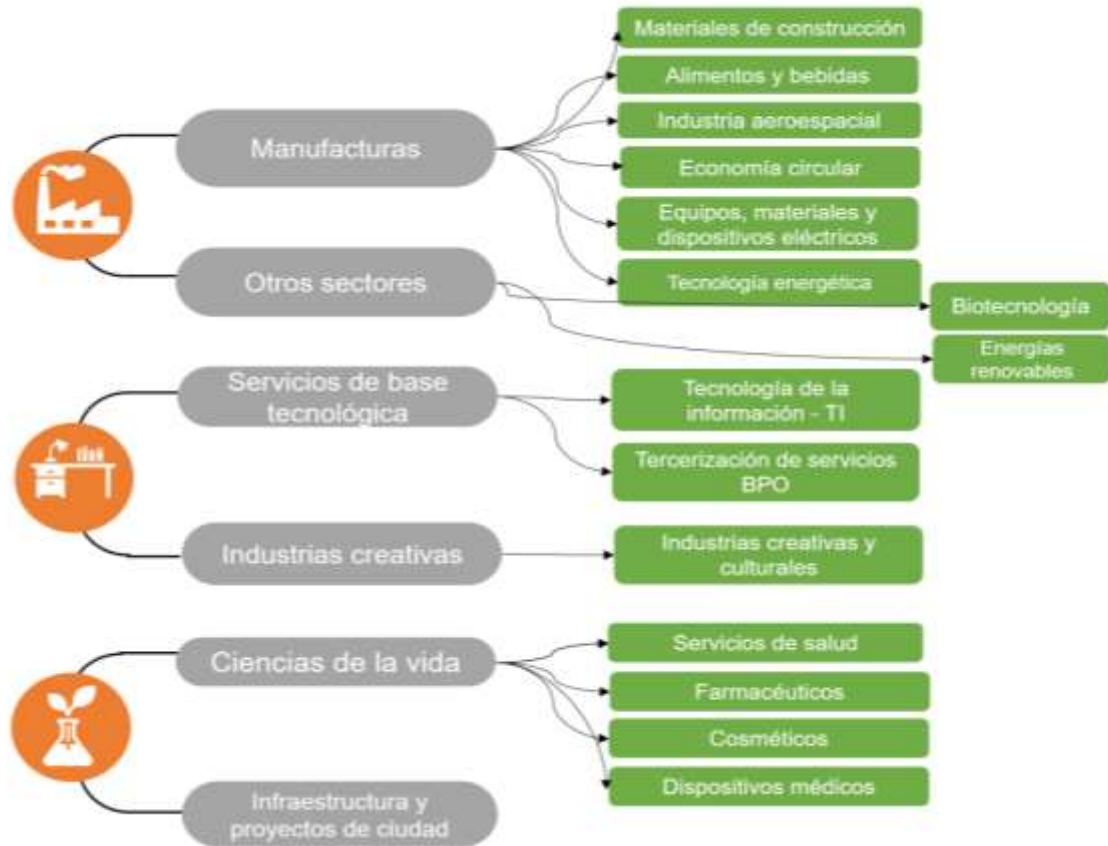 Manufacturas
Materiales de construcción
Alimentos y bebidas
Industria aeroespacial
Economía circular
Equipos, materiales y
dispositivos eléctricos
Tecnología energética
Otros sectores
Biotecnología
Energías
renovables
Servicios de base
tecnológica
Tecnología de la
información - TI
Tercerización de servicios
BPO
Industrias creativas
Industrias creativas y
culturales
Ciencias de la vida
Servicios de salud
Farmacéuticos
Cosméticos
Dispositivos médicos
Infraestructura y
proyectos de ciudad